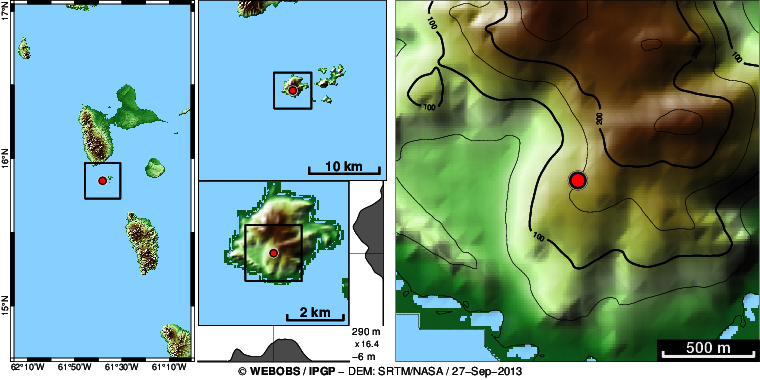 17°N
16°N
15°N
62°10'W 61°50'W 61°30'W 61°10'W
10 km
2 km
290 m
x 16.4
−6 m
100
100
100
200
100
500 m
© WEBOBS / IPGP − DEM: SRTM/NASA / 27−Sep−2013